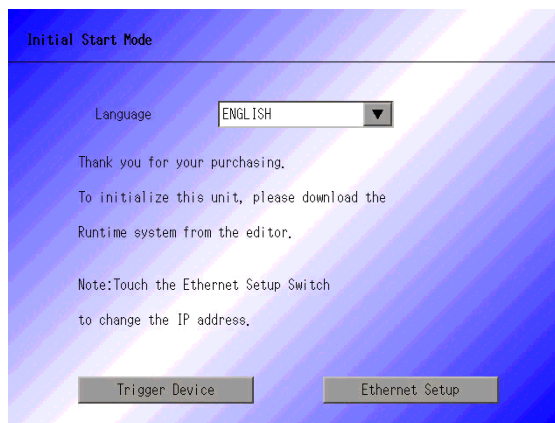 Initial Start Mode
Language
ENGLISH
Thank you for your purchasing.
To initialize this unit, please download the
Runtime system from the editor.
Note:Touch the Ethernet Setup Switch
to change the IP address.
Trigger Device
Ethernet Setup